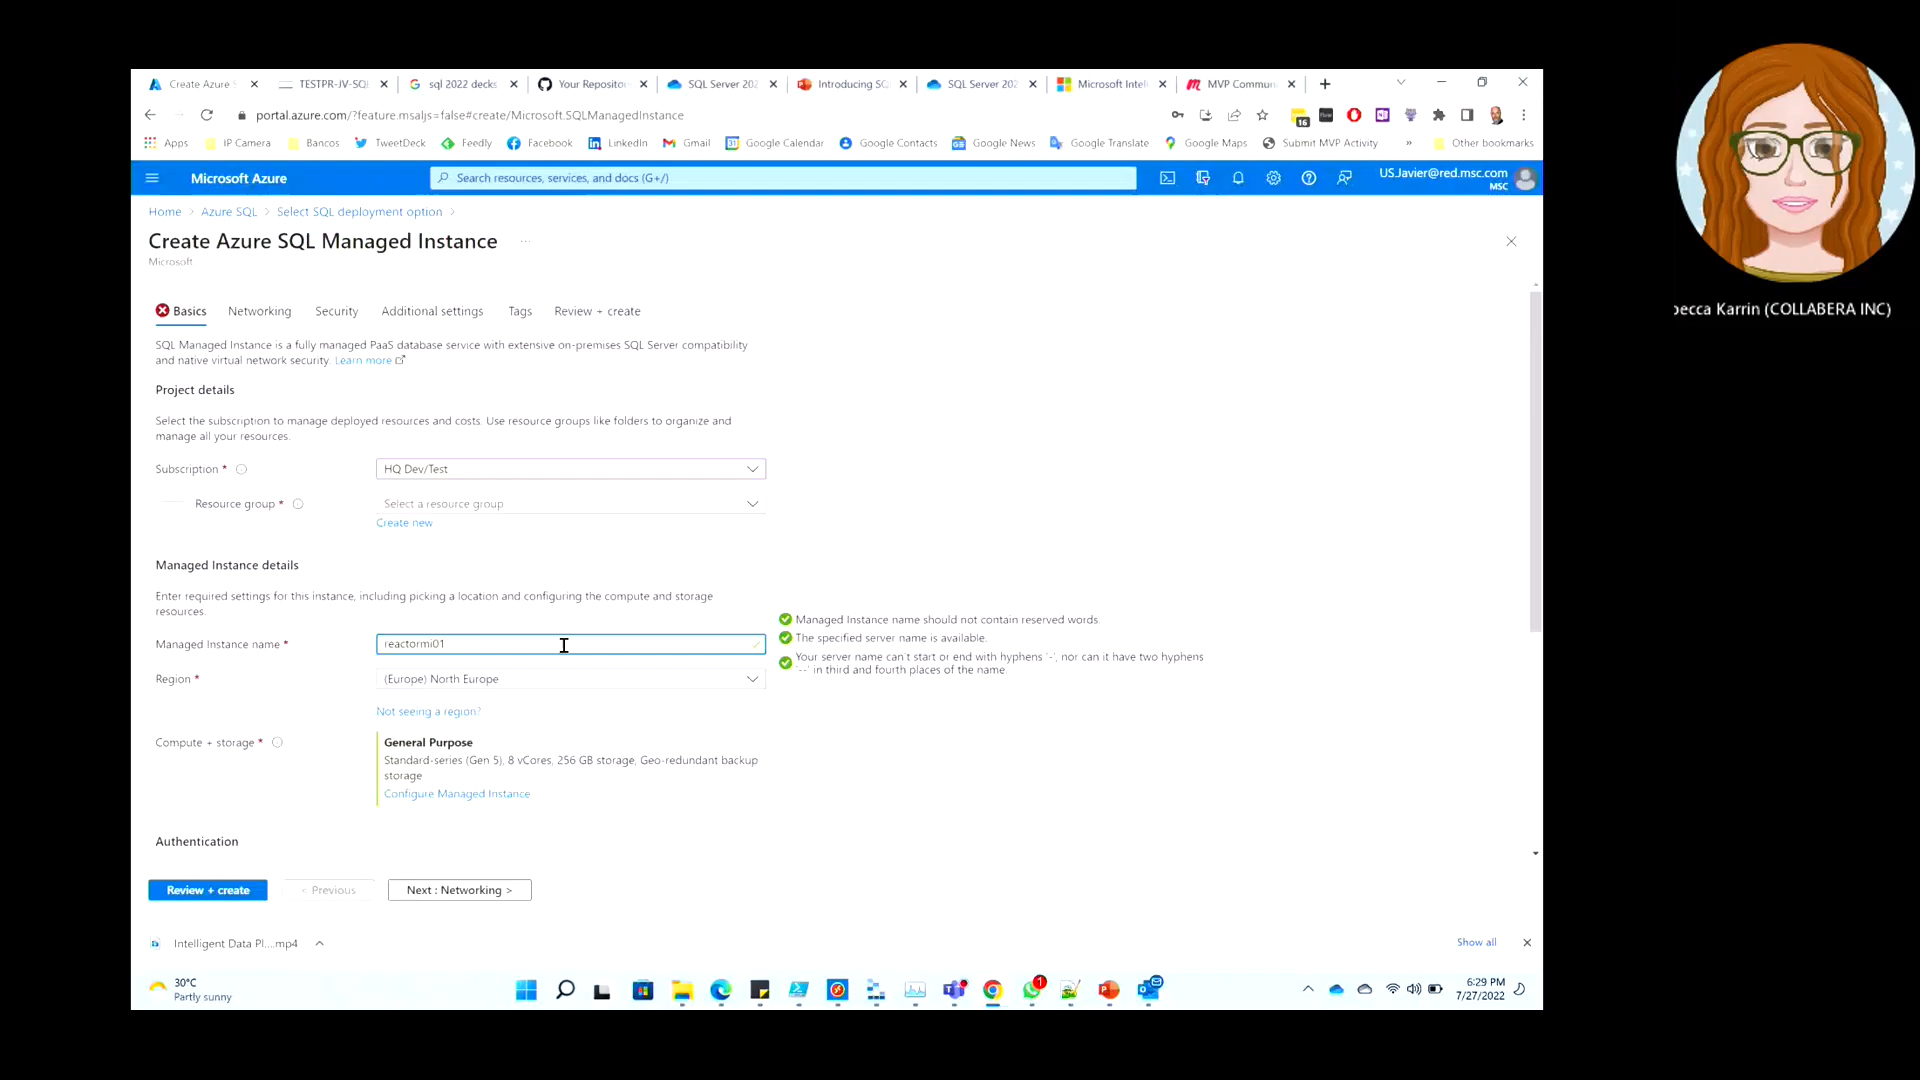 Create Azure S
TESTPR-JV-SQL
sql 2022 decks
Your Repositor
SQL Server 202
Introducing SQ
SQL Server 202
Microsoft Intel
MVP Commun
portal.azure.com/?feature.msaljs=false#create/Microsoft.SQLManagedInstance
16
Apps
IP Camera
Bancos
TweetDeck
Feedly
Facebook
LinkedIn
Gmail
Google Calendar
Google Contacts
Google News
Google Translate
Google Maps
Submit MVP Activity
»
Other bookmarks
Microsoft Azure
Search resources, services, and docs (G+/)
US.Javier@red.msc.com
MSC
Home > Azure SQL > Select SQL deployment option >
Create Azure SQL Managed Instance ...
Microsoft
Basics
Networking
Security
Additional settings
Tags
Review + create
SQL Managed Instance is a fully managed PaaS database service with extensive on-premises SQL Server compatibility
and native virtual network security. Learn more
Project details
Select the subscription to manage deployed resources and costs. Use resource groups like folders to organize and
manage all your resources.
Subscription *
HQ Dev/Test
Resource group *
Select a resource group
Create new
Managed Instance details
Enter required settings for this instance, including picking a location and configuring the compute and storage
resources.
Managed Instance name *
reactormi01
Managed Instance name should not contain reserved words.
The specified server name is available.
Your server name can't start or end with hyphens '-', nor can it have two hyphens
'--' in third and fourth places of the name.
Region *
(Europe) North Europe
Not seeing a region?
Compute + storage *
General Purpose
Standard-series (Gen 5), 8 vCores, 256 GB storage, Geo-redundant backup
storage
Configure Managed Instance
Authentication
Review + create
< Previous
Next : Networking >
Intelligent Data Pl....mp4
Show all
30°C
Partly sunny
1
6:29 PM
7/27/2022
becca Karrin (COLLABERA INC)